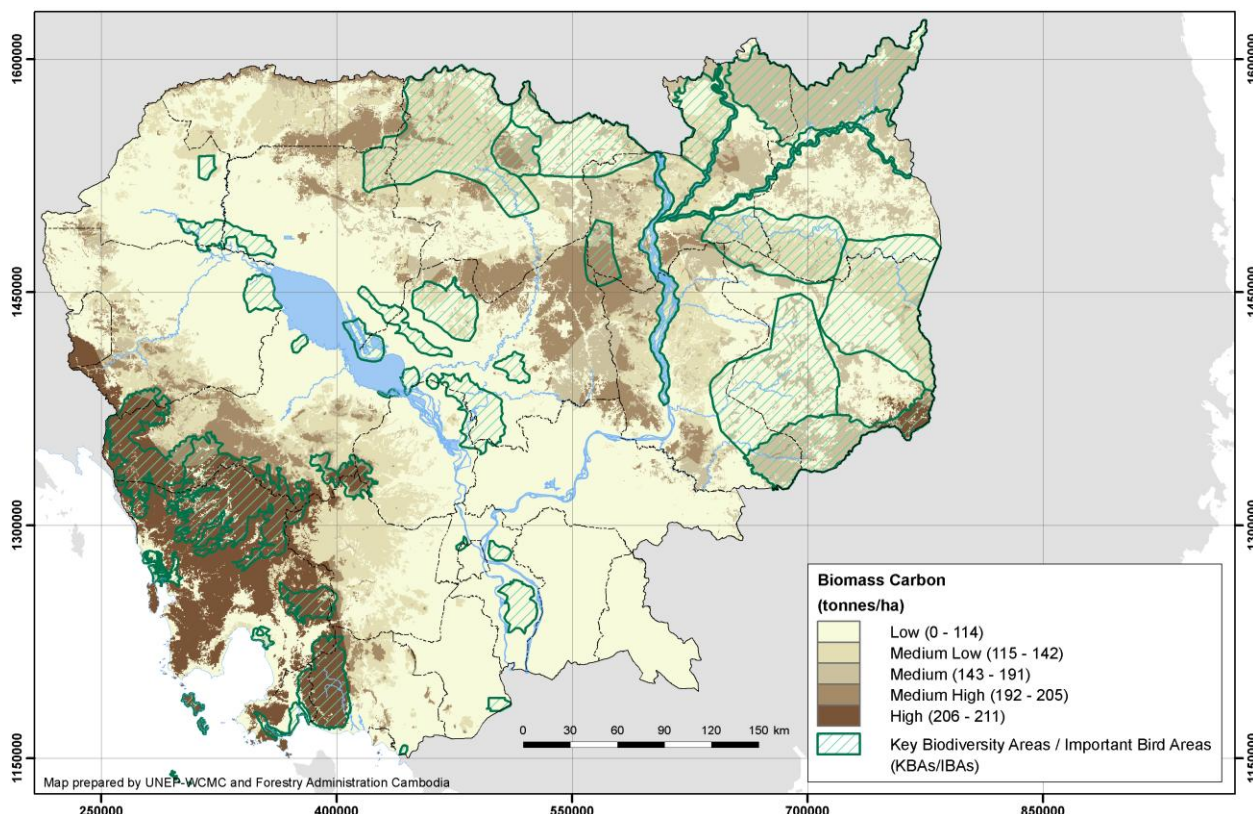 1600000
1600000
1450000
1450000
1300000
1300000
1150000
1150000
Biomass Carbon
(tonnes/ha)
Low (0 - 114)
Medium Low (115 - 142)
Medium (143 - 191)
Medium High (192 - 205)
High (206 - 211)
Key Biodiversity Areas / Important Bird Areas
(KBAs/IBAs)
0 30 60 90 120 150 km
Map prepared by UNEP-WCMC and Forestry Administration Cambodia
250000 400000 550000 700000 850000